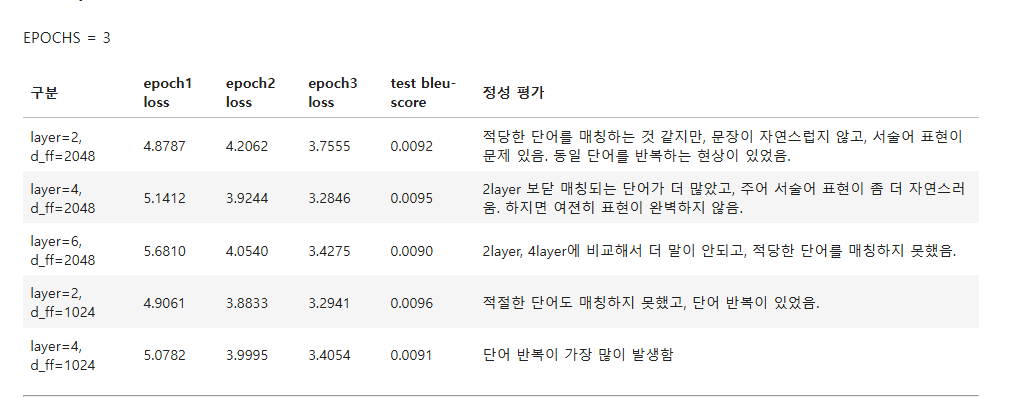 EPOCHS = 3
구분 epoch1 loss epoch2 loss epoch3 loss test bleu-score 정성 평가
layer=2, d_ff=2048 4.8787 4.2062 3.7555 0.0092 적당한 단어를 매칭하는 것 같지만, 문장이 자연스럽지 않고, 서술어 표현이
문제 있음. 동일 단어를 반복하는 현상이 있었음.
layer=4, d_ff=2048 5.1412 3.9244 3.2846 0.0095 2layer 보닫 매칭되는 단어가 더 많았고, 주어 서술어 표현이 좀 더 자연스러
움. 하지면 여젼히 표현이 완벽하지 않음.
layer=6, d_ff=2048 5.6810 4.0540 3.4275 0.0090 2layer, 4layer에 비교해서 더 말이 안되고, 적당한 단어를 매칭하지 못했음.
layer=2, d_ff=1024 4.9061 3.8833 3.2941 0.0096 적절한 단어도 매칭하지 못했고, 단어 반복이 있었음.
layer=4, d_ff=1024 5.0782 3.9995 3.4054 0.0091 단어 반복이 가장 많이 발생함